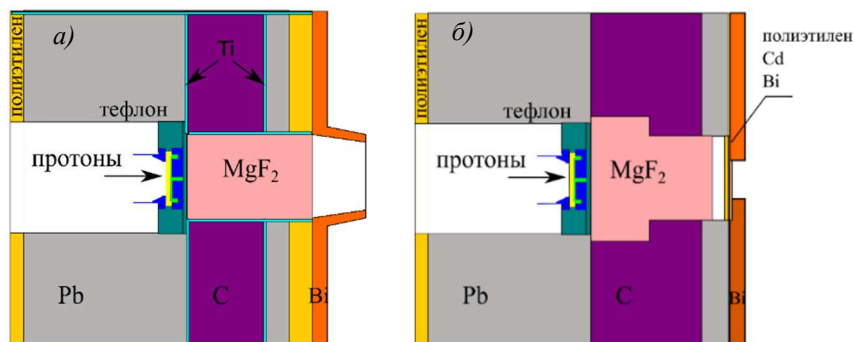 а)
полиэтилен
Ti
тефлон
протоны
MgF2
Pb
C
Bi
б)
полиэтилен
полиэтилен
Cd
Bi
тефлон
протоны
MgF2
Pb
C
Bi